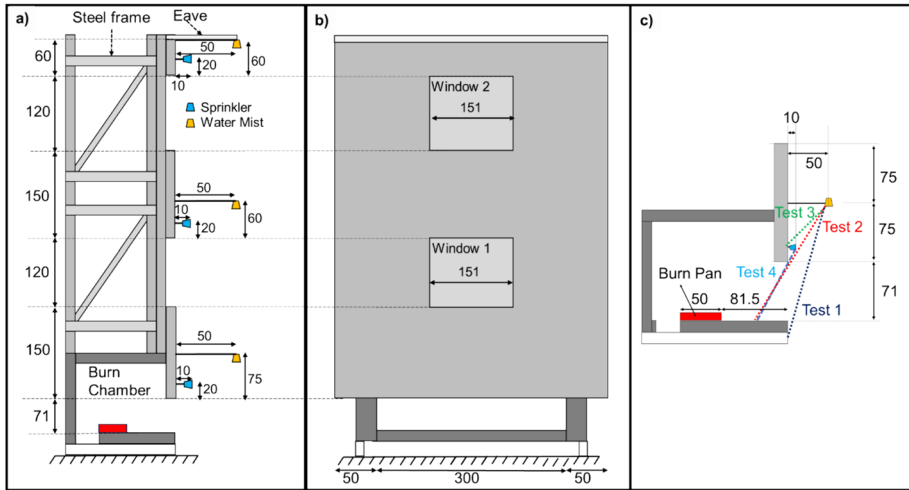 a)
Steel frame
Eave
50
60
20
60
10
Sprinkler
Water Mist
120
150
50
10
60
20
120
150
50
10
75
20
Burn
Chamber
71
b)
Window 2
151
Window 1
151
50
300
50
c)
10
50
75
Test 3
Test 2
75
Test 4
Burn Pan
50
81.5
Test 1
71